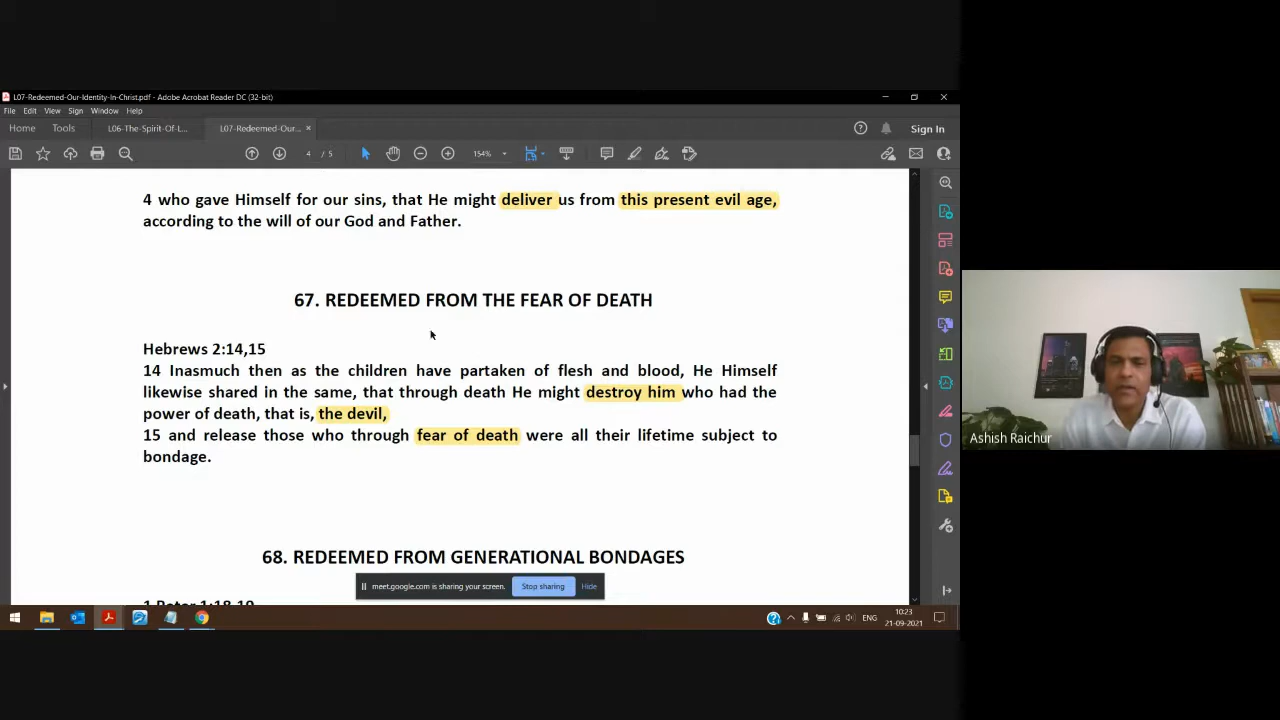 L07-Redeemed-Our-Identity-In-Christ.pdf - Adobe Acrobat Reader DC (32-bit)
File Edit View Sign Window Help
Home Tools L06-The-Spirit-Of-L... L07-Redeemed-Our... × Sign In
4 / 5 154%
4 who gave Himself for our sins, that He might deliver us from this present evil age,
according to the will of our God and Father.
67. REDEEMED FROM THE FEAR OF DEATH
Hebrews 2:14,15
14 Inasmuch then as the children have partaken of flesh and blood, He Himself
likewise shared in the same, that through death He might destroy him who had the
power of death, that is, the devil,
15 and release those who through fear of death were all their lifetime subject to
bondage.
Ashish Raichur
68. REDEEMED FROM GENERATIONAL BONDAGES
meet.google.com is sharing your screen. Stop sharing Hide
1 Peter 1:18-19
ENG 10:23
21-09-2021